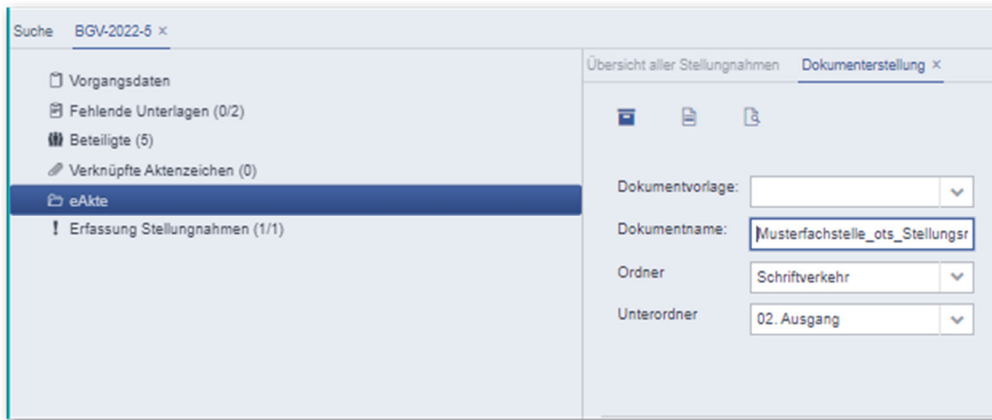 Suche BGV-2022-5 ×
Vorgangsdaten
Fehlende Unterlagen (0/2)
Beteiligte (5)
Verknüpfte Aktenzeichen (0)
eAkte
Erfassung Stellungnahmen (1/1)
Übersicht aller Stellungnahmen Dokumenterstellung ×
Dokumentvorlage:
Dokumentname: Musterfachstelle_ots_Stellungsr
Ordner Schriftverkehr
Unterordner 02. Ausgang